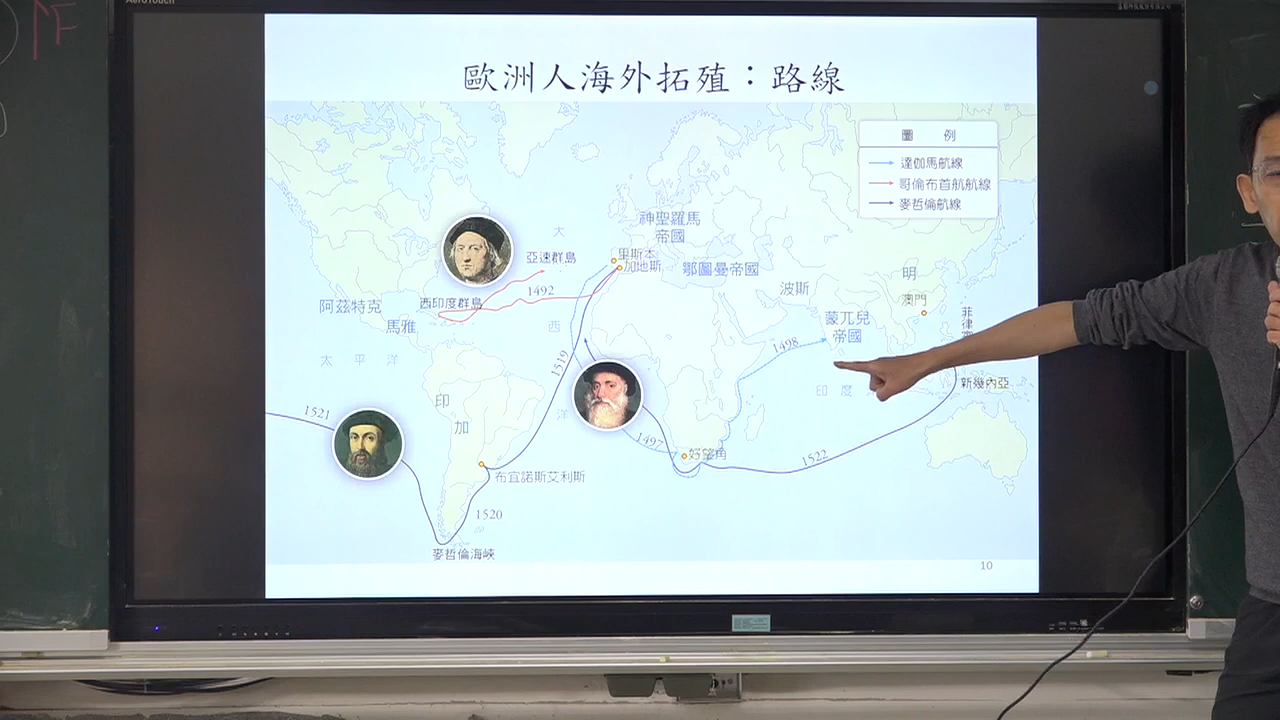 AeroTouch
歐洲人海外拓殖：路線
圖 例
達伽馬航線
哥倫布首航航線
麥哲倫航線
神聖羅馬
帝國
大
里斯本
亞速群島
加地斯
鄂圖曼帝國
明
波斯
1492
澳門
阿茲特克
西印度群島
馬雅
西
蒙兀兒
帝國
1498
太 平 洋
1519
新幾內亞
印 度
印
加
1521
洋
1497
好望角
1522
布宜諾斯艾利斯
1520
麥哲倫海峽
10